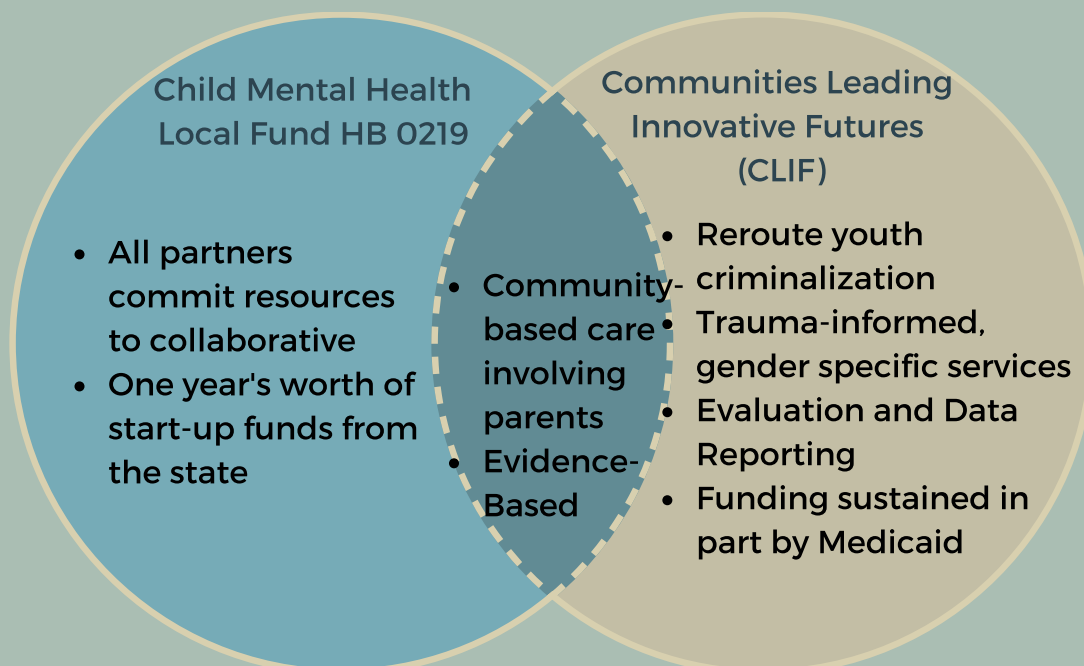 Child Mental Health
Local Fund HB 0219
• All partners
commit resources
to collaborative
• One year's worth of
start-up funds from
the state
• Community-
based care
involving
parents
• Evidence-
Based
Communities Leading
Innovative Futures
(CLIF)
• Reroute youth
criminalization
• Trauma-informed,
gender specific services
• Evaluation and Data
Reporting
• Funding sustained in
part by Medicaid